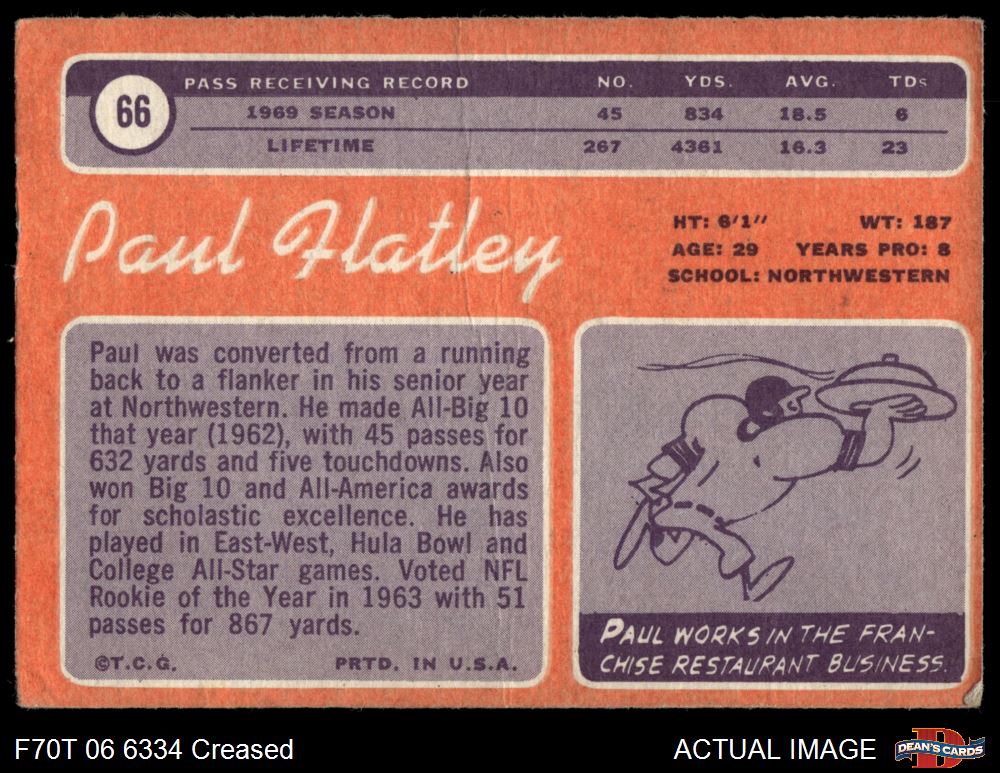 66
PASS RECEIVING RECORD NO. YDS. AVG. TDs
1969 SEASON 45 834 18.5 6
LIFETIME 267 4361 16.3 23
Paul Flatley
HT: 6'1" WT: 187
AGE: 29 YEARS PRO: 8
SCHOOL: NORTHWESTERN
Paul was converted from a running
back to a flanker in his senior year
at Northwestern. He made All-Big 10
that year (1962), with 45 passes for
632 yards and five touchdowns. Also
won Big 10 and All-America awards
for scholastic excellence. He has
played in East-West, Hula Bowl and
College All-Star games. Voted NFL
Rookie of the Year in 1963 with 51
passes for 867 yards.
©T.C.G. PRTD. IN U.S.A.
PAUL WORKS IN THE FRAN-
CHISE RESTAURANT BUSINESS.
F70T 06 6334 Creased
ACTUAL IMAGE
DEAN'S CARDS